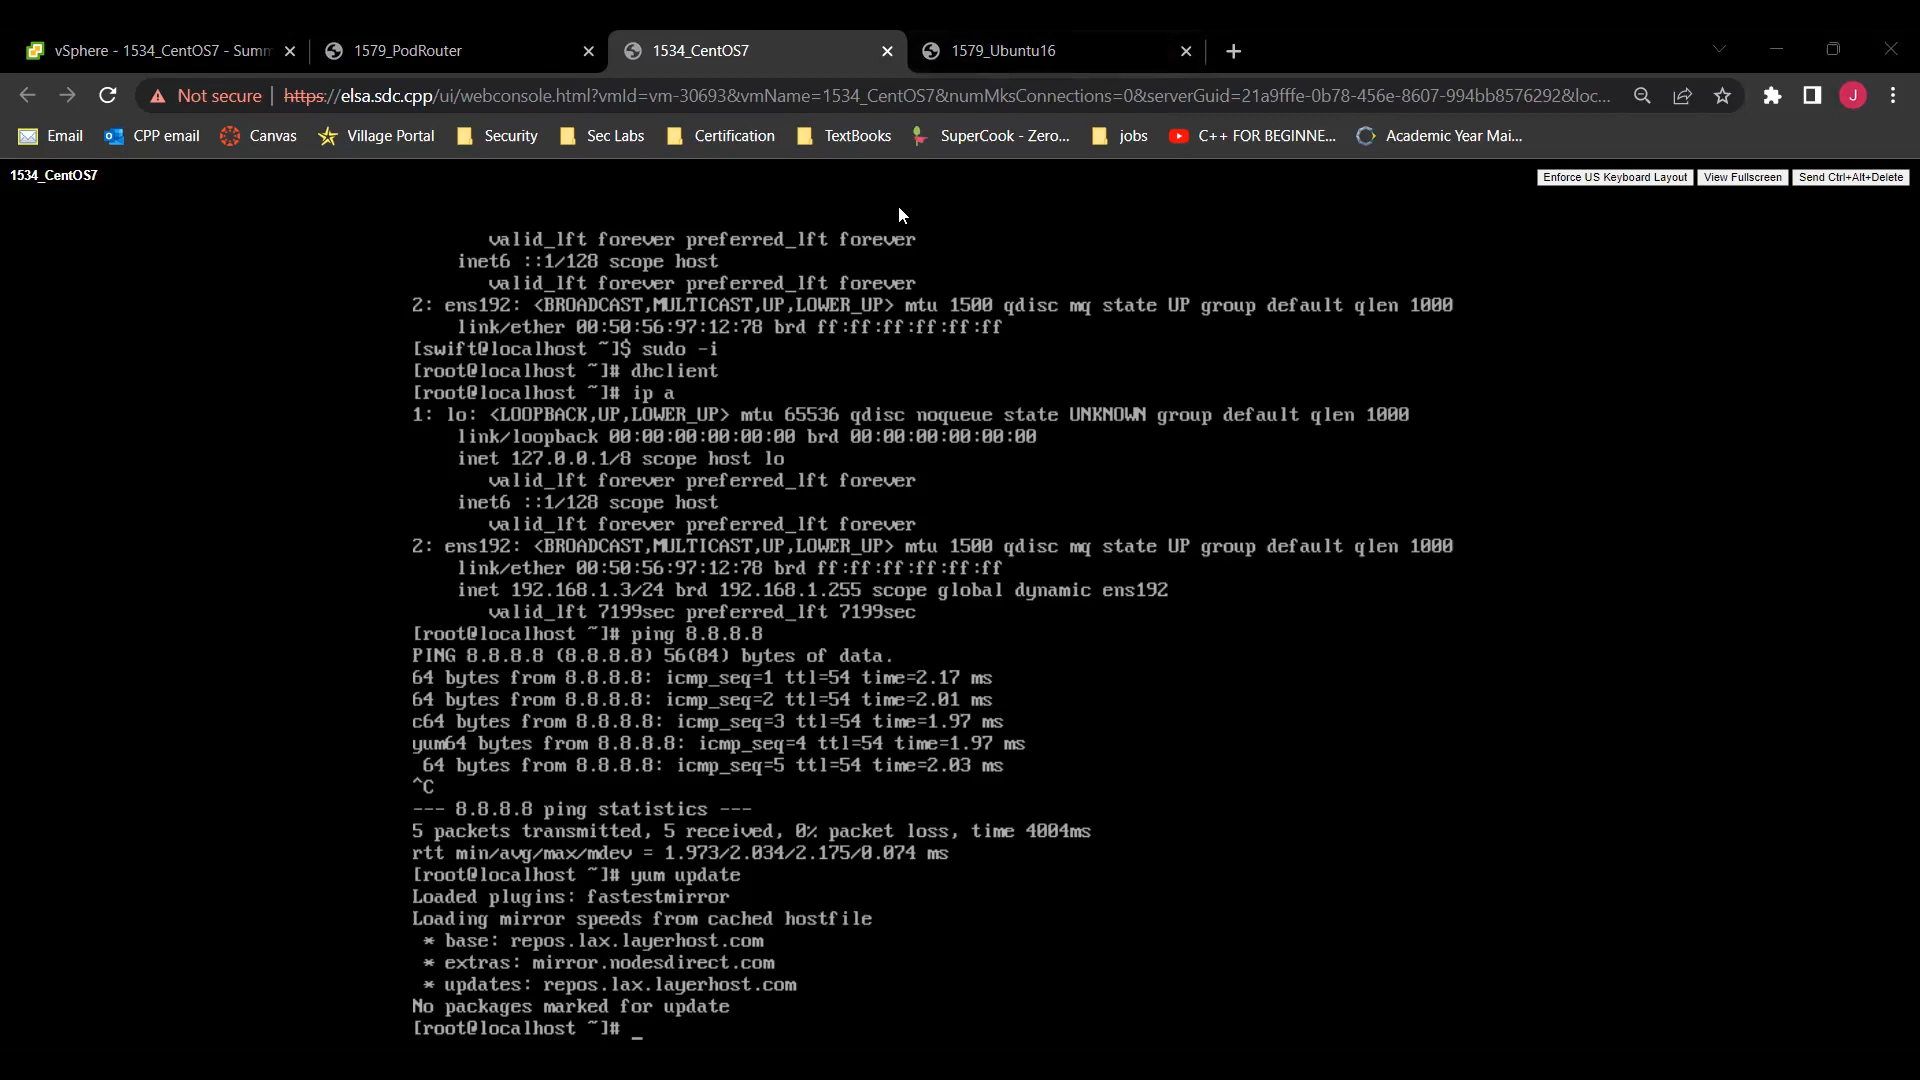 vSphere - 1534_CentOS7 - Summ
1579_PodRouter
1534_CentOS7
1579_Ubuntu16
Not secure
https://elsa.sdc.cpp/ui/webconsole.html?vmId=vm-30693&vmName=1534_CentOS7&numMksConnections=0&serverGuid=21a9fffe-0b78-456e-8607-994bb8576292&loc...
J
Email
CPP email
Canvas
Village Portal
Security
Sec Labs
Certification
TextBooks
SuperCook - Zero...
jobs
C++ FOR BEGINNE...
Academic Year Mai...
1534_CentOS7
Enforce US Keyboard Layout
View Fullscreen
Send Ctrl+Alt+Delete
valid_lft forever preferred_lft forever
inet6 ::1/128 scope host
valid_lft forever preferred_lft forever
2: ens192: <BROADCAST,MULTICAST,UP,LOWER_UP> mtu 1500 qdisc mq state UP group default qlen 1000
link/ether 00:50:56:97:12:78 brd ff:ff:ff:ff:ff:ff
[swift@localhost ~]$ sudo -i
[root@localhost ~]# dhclient
[root@localhost ~]# ip a
1: lo: <LOOPBACK,UP,LOWER_UP> mtu 65536 qdisc noqueue state UNKNOWN group default qlen 1000
link/loopback 00:00:00:00:00:00 brd 00:00:00:00:00:00
inet 127.0.0.1/8 scope host lo
valid_lft forever preferred_lft forever
inet6 ::1/128 scope host
valid_lft forever preferred_lft forever
2: ens192: <BROADCAST,MULTICAST,UP,LOWER_UP> mtu 1500 qdisc mq state UP group default qlen 1000
link/ether 00:50:56:97:12:78 brd ff:ff:ff:ff:ff:ff
inet 192.168.1.3/24 brd 192.168.1.255 scope global dynamic ens192
valid_lft 7199sec preferred_lft 7199sec
[root@localhost ~]# ping 8.8.8.8
PING 8.8.8.8 (8.8.8.8) 56(84) bytes of data.
64 bytes from 8.8.8.8: icmp_seq=1 ttl=54 time=2.17 ms
64 bytes from 8.8.8.8: icmp_seq=2 ttl=54 time=2.01 ms
c64 bytes from 8.8.8.8: icmp_seq=3 ttl=54 time=1.97 ms
yum64 bytes from 8.8.8.8: icmp_seq=4 ttl=54 time=1.97 ms
64 bytes from 8.8.8.8: icmp_seq=5 ttl=54 time=2.03 ms
^C
--- 8.8.8.8 ping statistics ---
5 packets transmitted, 5 received, 0% packet loss, time 4004ms
rtt min/avg/max/mdev = 1.973/2.034/2.175/0.074 ms
[root@localhost ~]# yum update
Loaded plugins: fastestmirror
Loading mirror speeds from cached hostfile
* base: repos.lax.layerhost.com
* extras: mirror.nodesdirect.com
* updates: repos.lax.layerhost.com
No packages marked for update
[root@localhost ~]# _